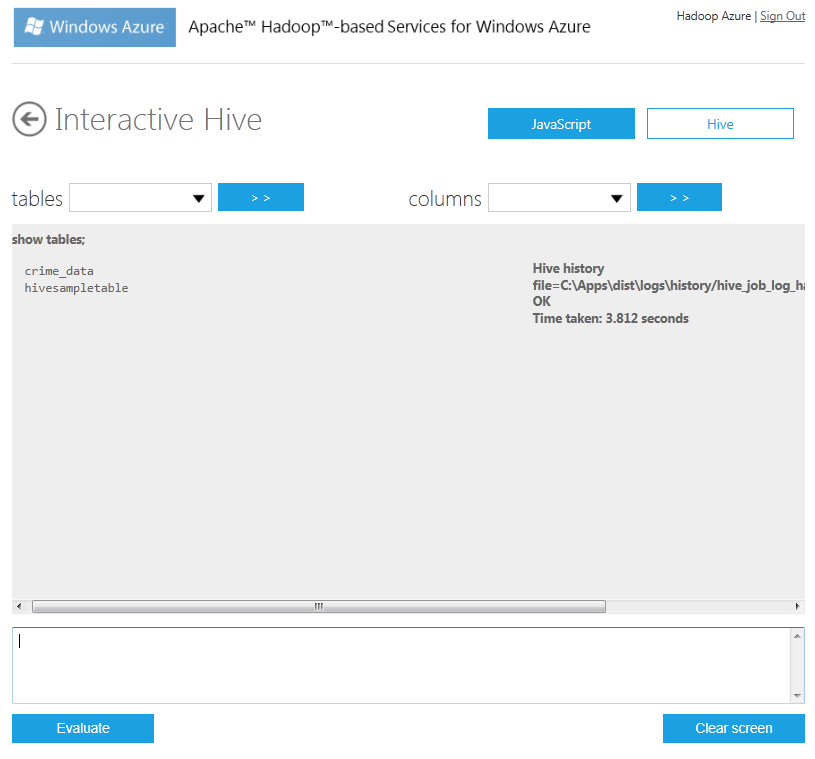 Windows Azure
Apache™ Hadoop™-based Services for Windows Azure
Hadoop Azure | Sign Out
Interactive Hive
JavaScript
Hive
tables
> >
columns
> >
show tables;
crime_data
hivesampletable
Hive history
file=C:\Apps\dist\logs\history/hive_job_log_ha
OK
Time taken: 3.812 seconds
Evaluate
Clear screen